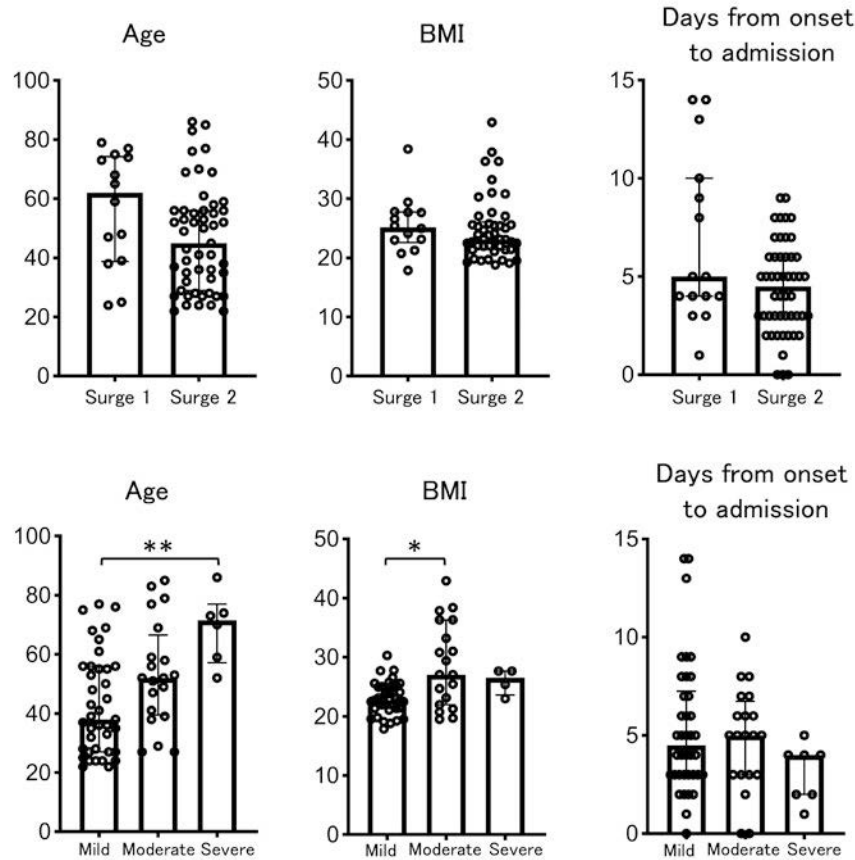 Age
100
80
60
40
20
0
Surge 1 Surge 2
BMI
50
40
30
20
10
0
Surge 1 Surge 2
Days from onset
to admission
15
10
5
0
Surge 1 Surge 2
Age
100
80
60
40
20
0
**
Mild Moderate Severe
BMI
50
40
30
20
10
0
*
Mild Moderate Severe
Days from onset
to admission
15
10
5
0
Mild Moderate Severe